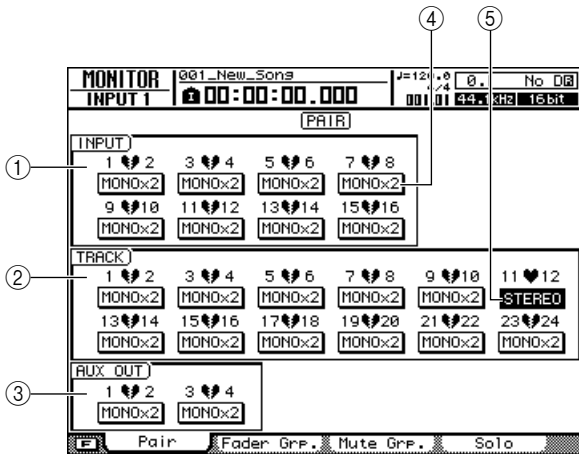 ④ ⑤
MONITOR 001_New_Song ♩=120.0 0. No DR
INPUT 1 00:00:00.000 4/4 001|01 44.1KHZ 16bit
PAIR
① INPUT
1 💔 2 3 💔 4 5 💔 6 7 💔 8
MONOx2 MONOx2 MONOx2 MONOx2
9 💔10 11💔12 13💔14 15💔16
MONOx2 MONOx2 MONOx2 MONOx2
② TRACK
1 💔 2 3 💔 4 5 💔 6 7 💔 8 9 💔10 11 ♥ 12
MONOx2 MONOx2 MONOx2 MONOx2 MONOx2 STEREO
13💔14 15💔16 17💔18 19💔20 21💔22 23💔24
MONOx2 MONOx2 MONOx2 MONOx2 MONOx2 MONOx2
③ AUX OUT
1 💔 2 3 💔 4
MONOx2 MONOx2
F Pair Fader Grp. Mute Grp. Solo